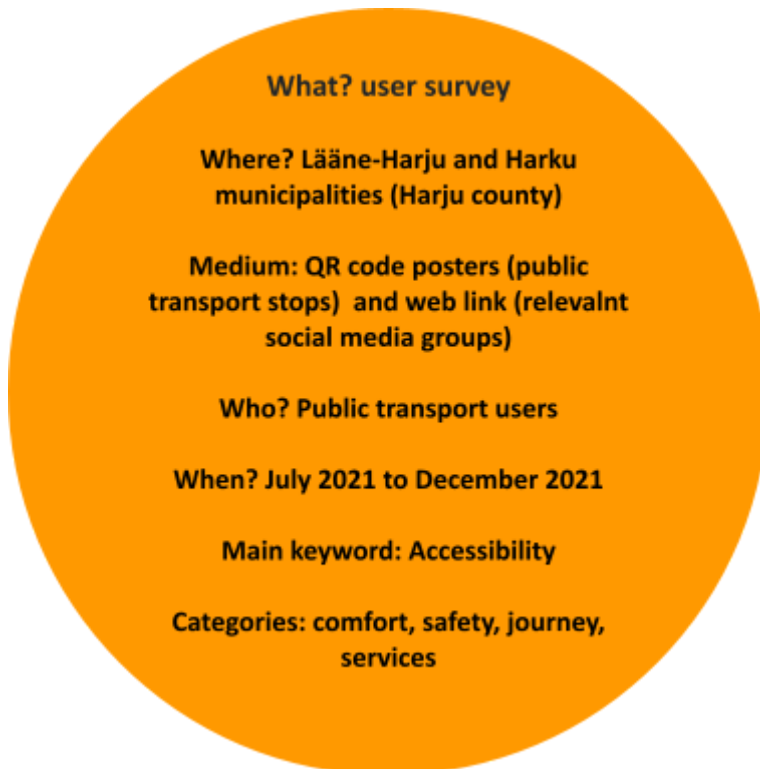 What? user survey
Where? Lääne-Harju and Harku
municipalities (Harju county)
Medium: QR code posters (public
transport stops)  and web link (relevalnt
social media groups)
Who? Public transport users
When? July 2021 to December 2021
Main keyword: Accessibility
Categories: comfort, safety, journey,
services